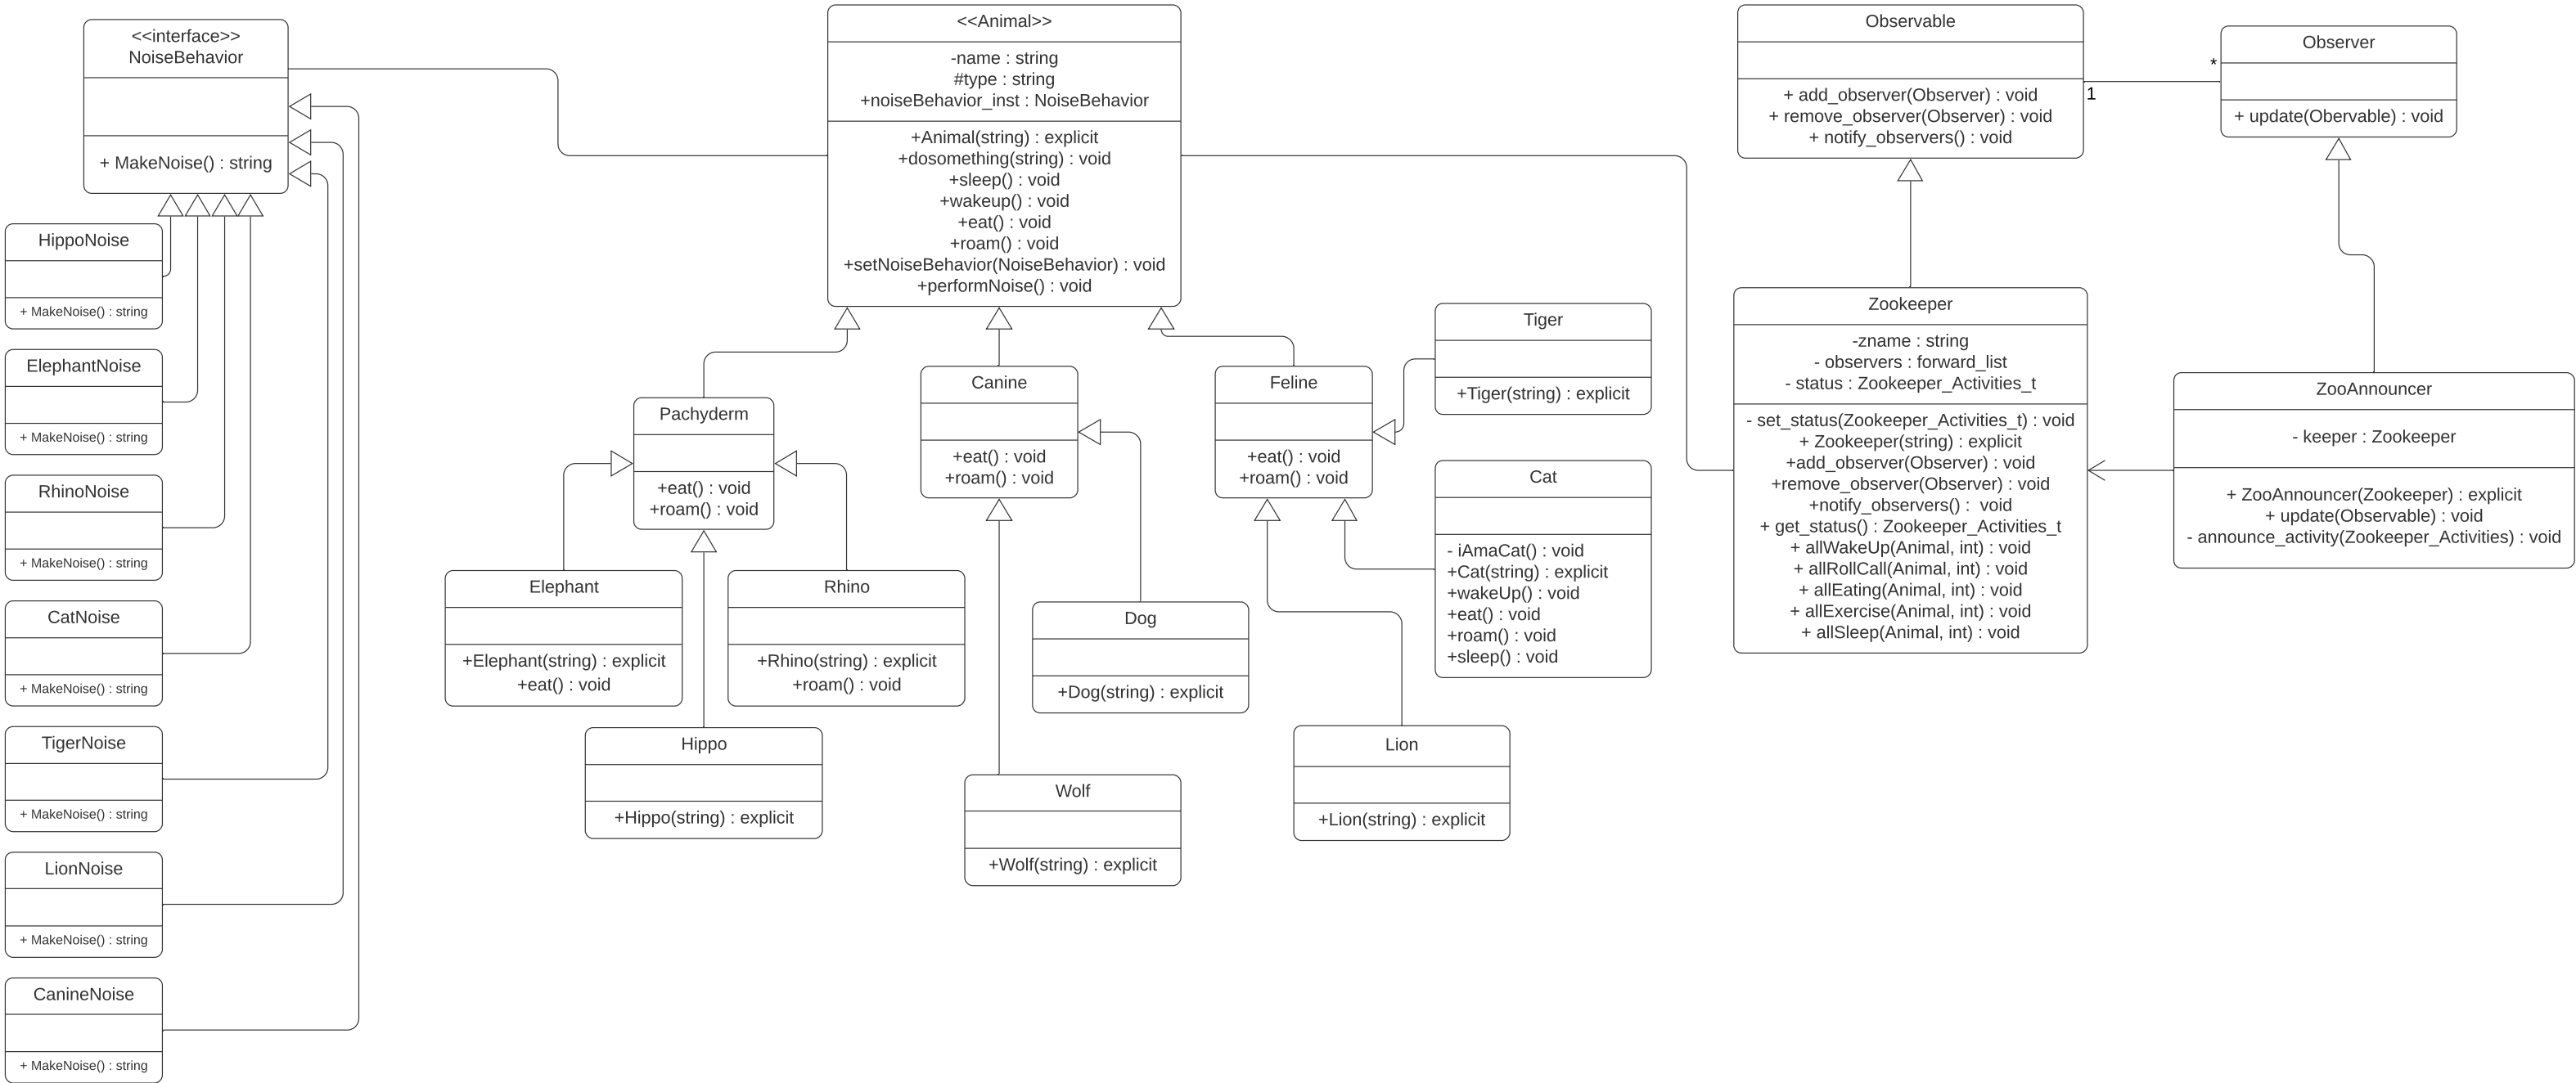 <<interface>>
NoiseBehavior
+ MakeNoise() : string
HippoNoise
+ MakeNoise() : string
ElephantNoise
+ MakeNoise() : string
RhinoNoise
+ MakeNoise() : string
CatNoise
+ MakeNoise() : string
TigerNoise
+ MakeNoise() : string
LionNoise
+ MakeNoise() : string
CanineNoise
+ MakeNoise() : string
<<Animal>>
-name : string
#type : string
+noiseBehavior_inst : NoiseBehavior
+Animal(string) : explicit
+dosomething(string) : void
+sleep() : void
+wakeup() : void
+eat() : void
+roam() : void
+setNoiseBehavior(NoiseBehavior) : void
+performNoise() : void
Pachyderm
+eat() : void
+roam() : void
Elephant
+Elephant(string) : explicit
+eat() : void
Rhino
+Rhino(string) : explicit
+roam() : void
Hippo
+Hippo(string) : explicit
Canine
+eat() : void
+roam() : void
Dog
+Dog(string) : explicit
Wolf
+Wolf(string) : explicit
Feline
+eat() : void
+roam() : void
Tiger
+Tiger(string) : explicit
Cat
- iAmaCat() : void
+Cat(string) : explicit
+wakeUp() : void
+eat() : void
+roam() : void
+sleep() : void
Lion
+Lion(string) : explicit
Observable
+ add_observer(Observer) : void
+ remove_observer(Observer) : void
+ notify_observers() : void
1
*
Observer
+ update(Obervable) : void
Zookeeper
-zname : string
- observers : forward_list
- status : Zookeeper_Activities_t
- set_status(Zookeeper_Activities_t) : void
+ Zookeeper(string) : explicit
+add_observer(Observer) : void
+remove_observer(Observer) : void
+notify_observers() :  void
+ get_status() : Zookeeper_Activities_t
+ allWakeUp(Animal, int) : void
+ allRollCall(Animal, int) : void
+ allEating(Animal, int) : void
+ allExercise(Animal, int) : void
+ allSleep(Animal, int) : void
ZooAnnouncer
- keeper : Zookeeper
+ ZooAnnouncer(Zookeeper) : explicit
+ update(Observable) : void
- announce_activity(Zookeeper_Activities) : void